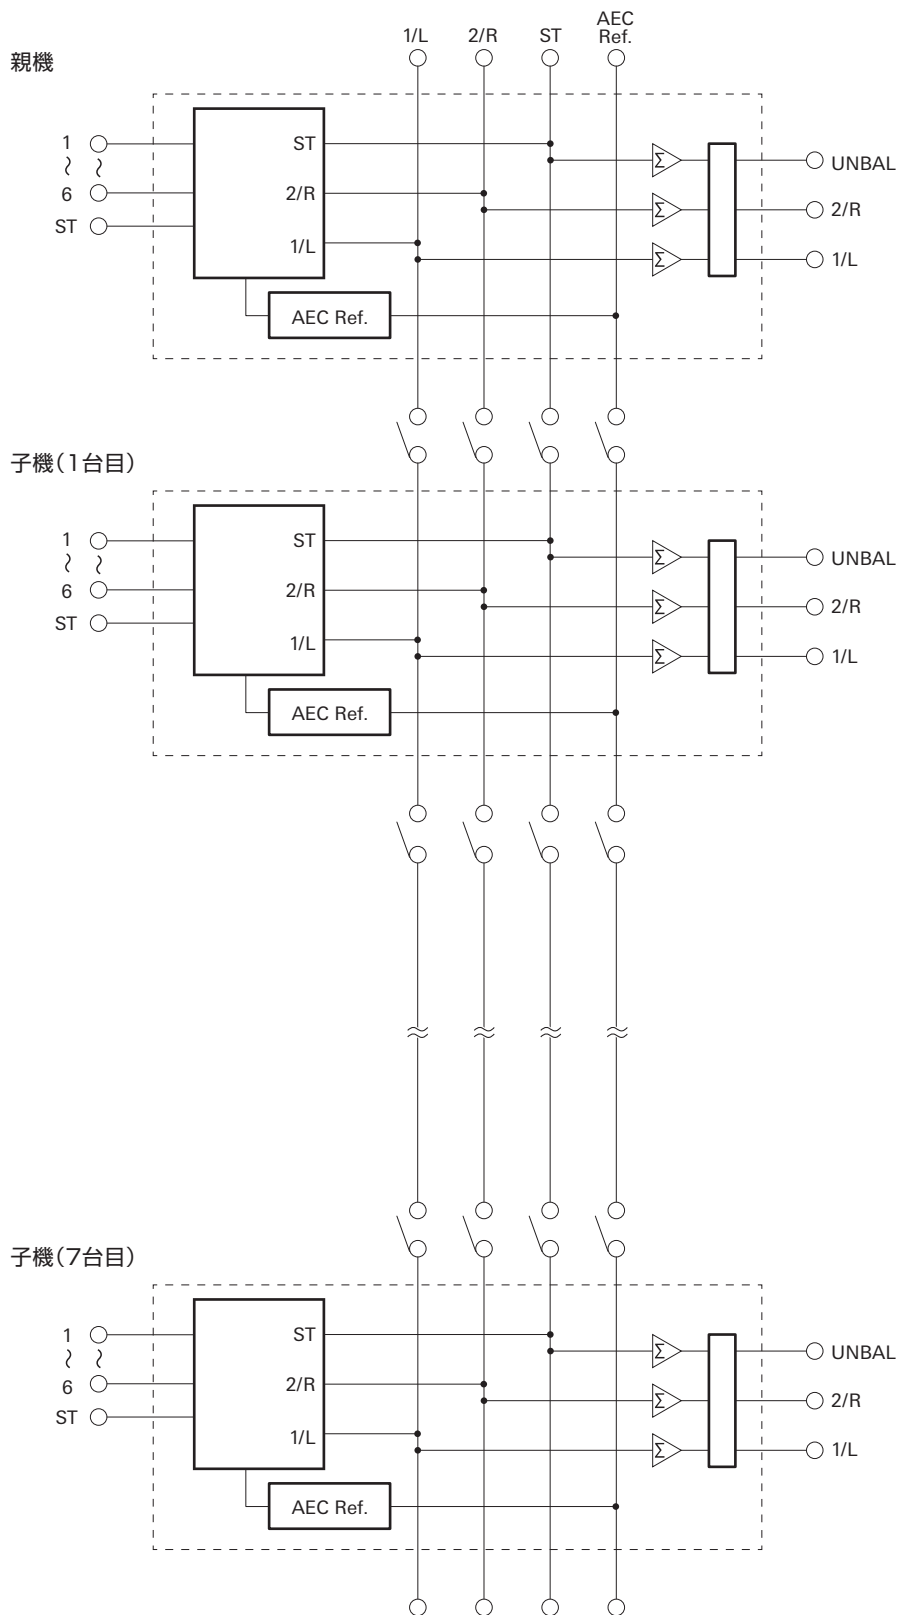 1/L 2/R ST AEC Ref.
親機
1 ST UNBAL
~ 2/R 2/R
6 1/L 1/L
ST
AEC Ref.
子機(1台目)
1 ST UNBAL
~ 2/R 2/R
6 1/L 1/L
ST
AEC Ref.
子機(7台目)
1 ST UNBAL
~ 2/R 2/R
6 1/L 1/L
ST
AEC Ref.